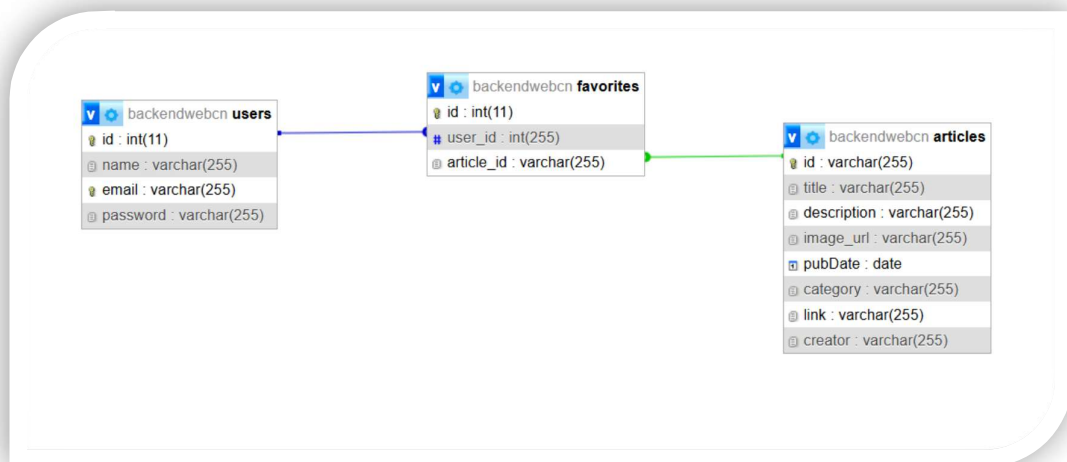 v backendwebcn users
id : int(11)
name : varchar(255)
email : varchar(255)
password : varchar(255)
v backendwebcn favorites
id : int(11)
# user_id : int(255)
article_id : varchar(255)
v backendwebcn articles
id : varchar(255)
title : varchar(255)
description : varchar(255)
image_url : varchar(255)
pubDate : date
category : varchar(255)
link : varchar(255)
creator : varchar(255)